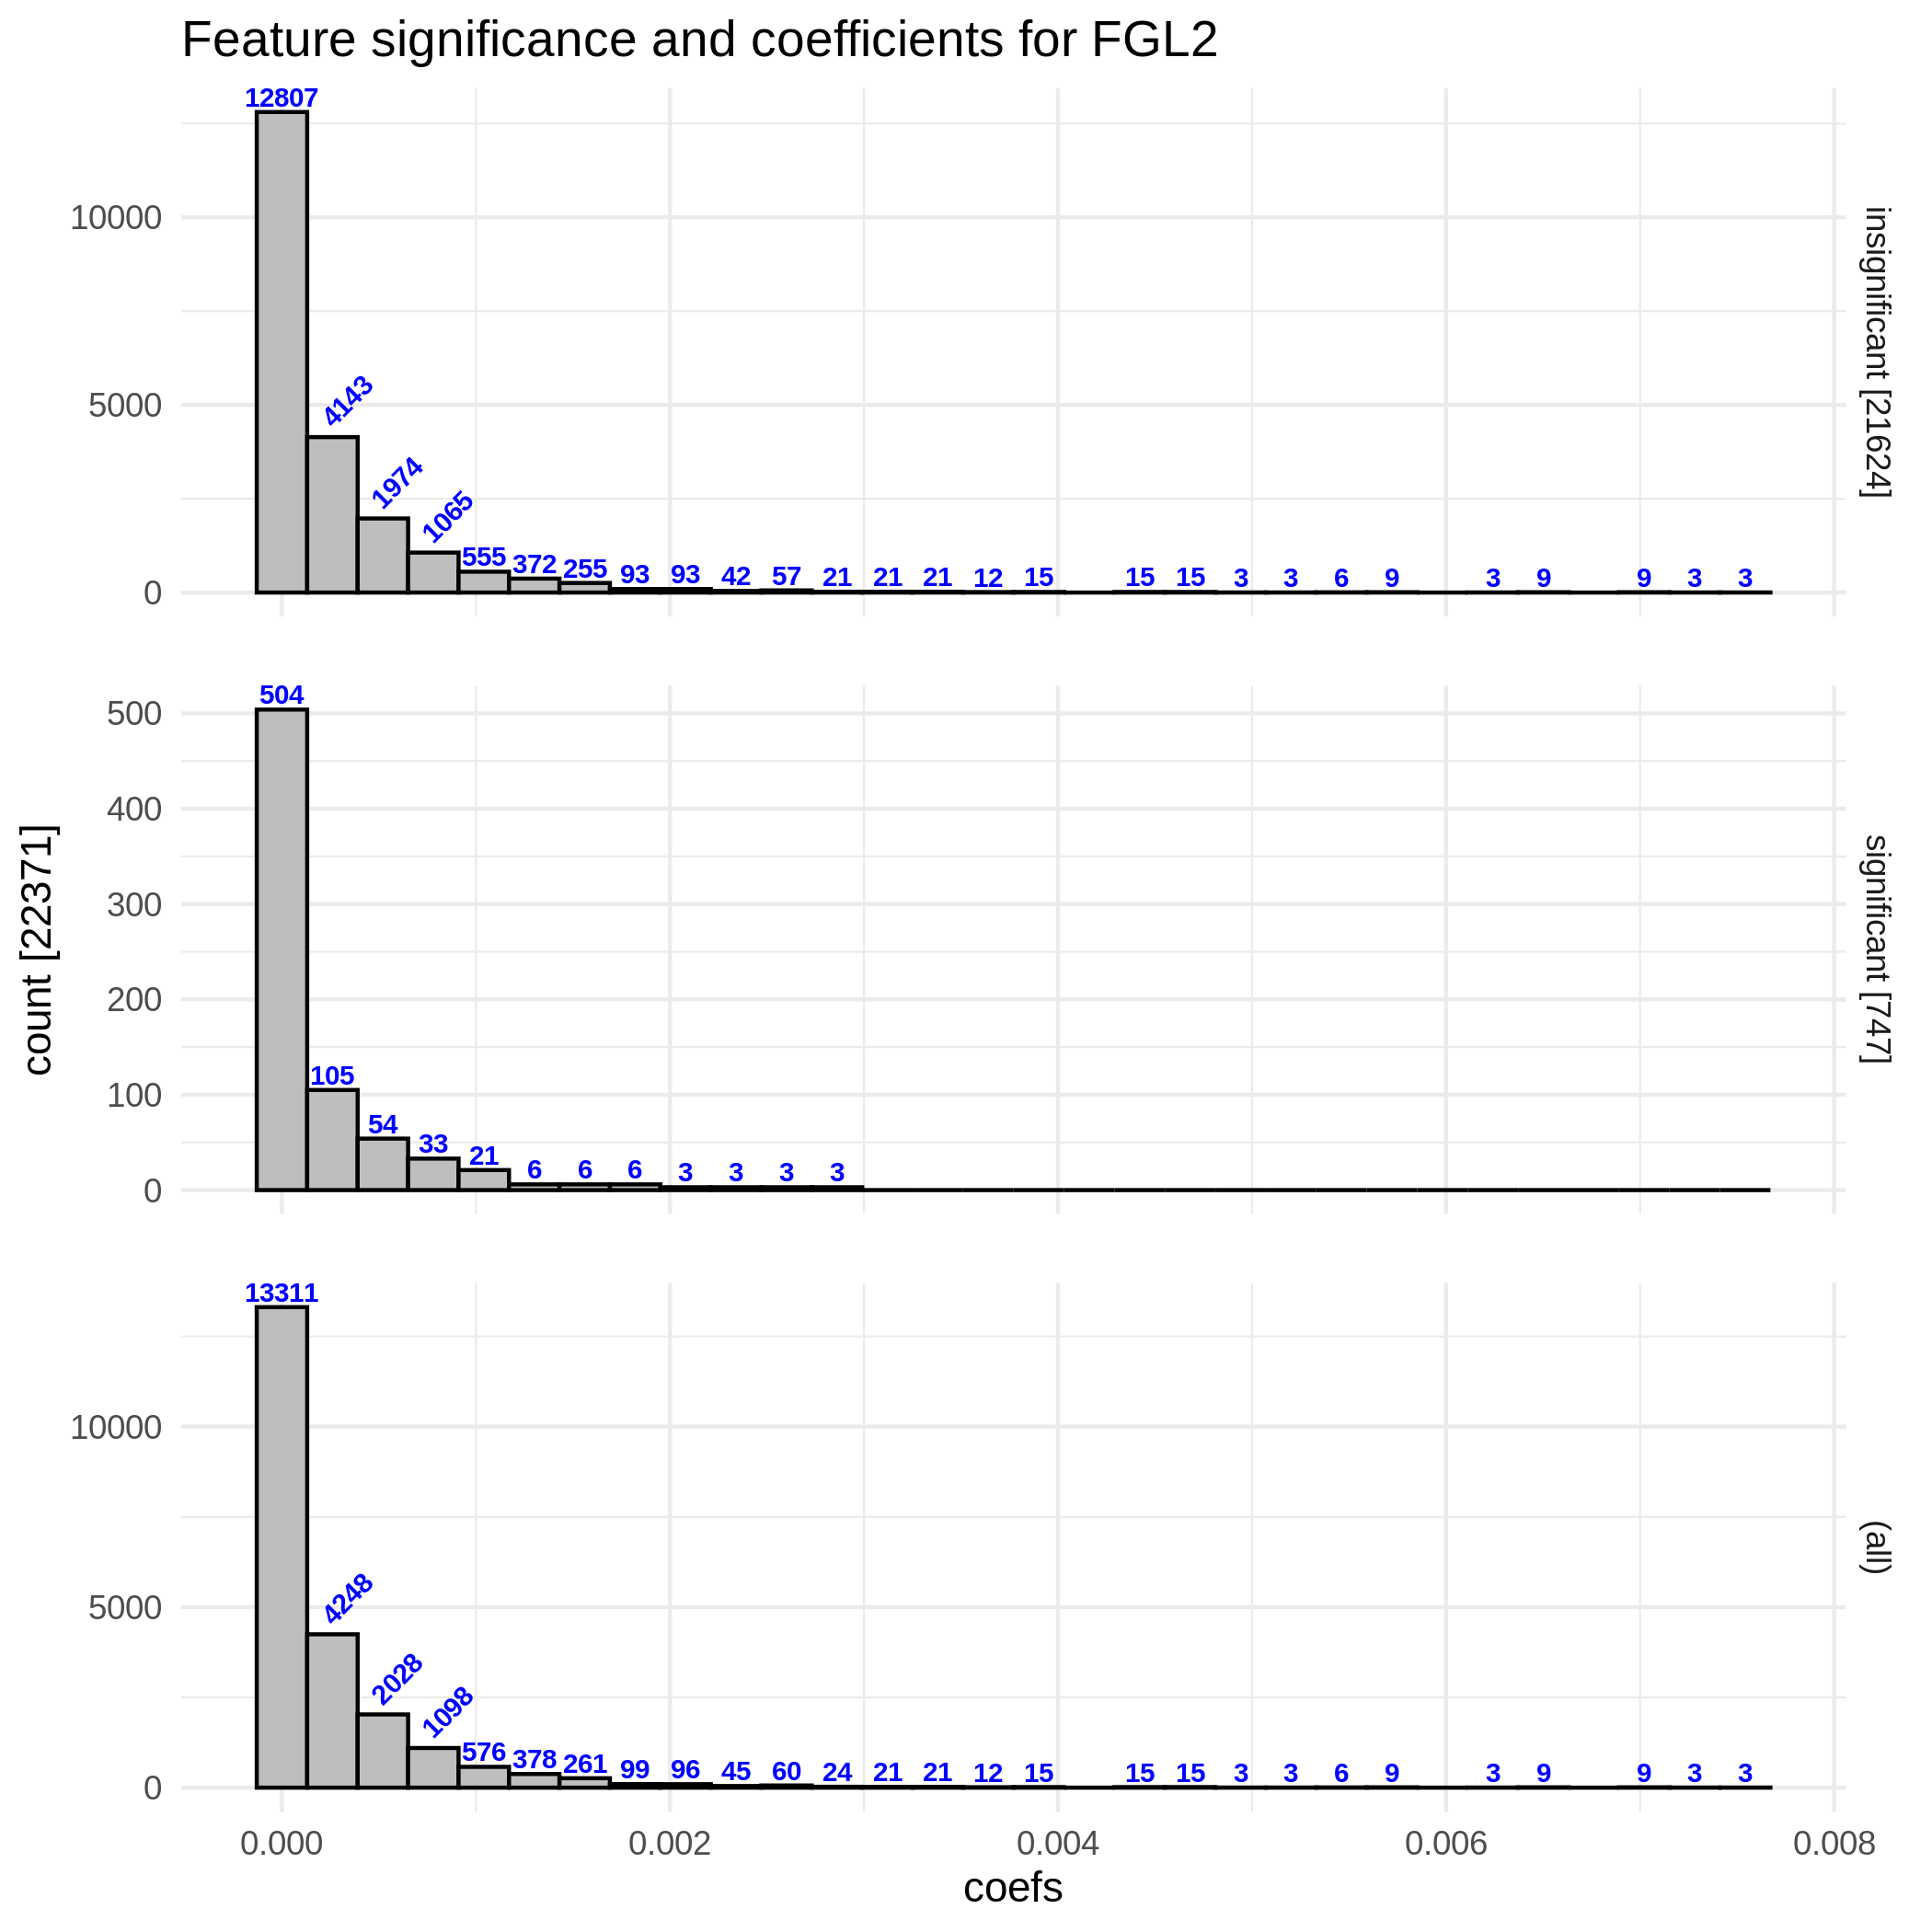 Feature significance and coefficients for FGL2
12807
10000
5000
0
4143
1974
1065
555 372 255 93 93 42 57 21 21 21 12 15 15 15 3 3 6 9 3 9 9 3 3
insignificant [21624]
count [22371]
504
500
400
300
200
100
0
105
54
33
21
6 6 6 3 3 3 3
significant [747]
13311
10000
5000
0
4248
2028
1098
576 378 261 99 96 45 60 24 21 21 12 15 15 15 3 3 6 9 3 9 9 3 3
(all)
0.000 0.002 0.004 0.006 0.008
coefs